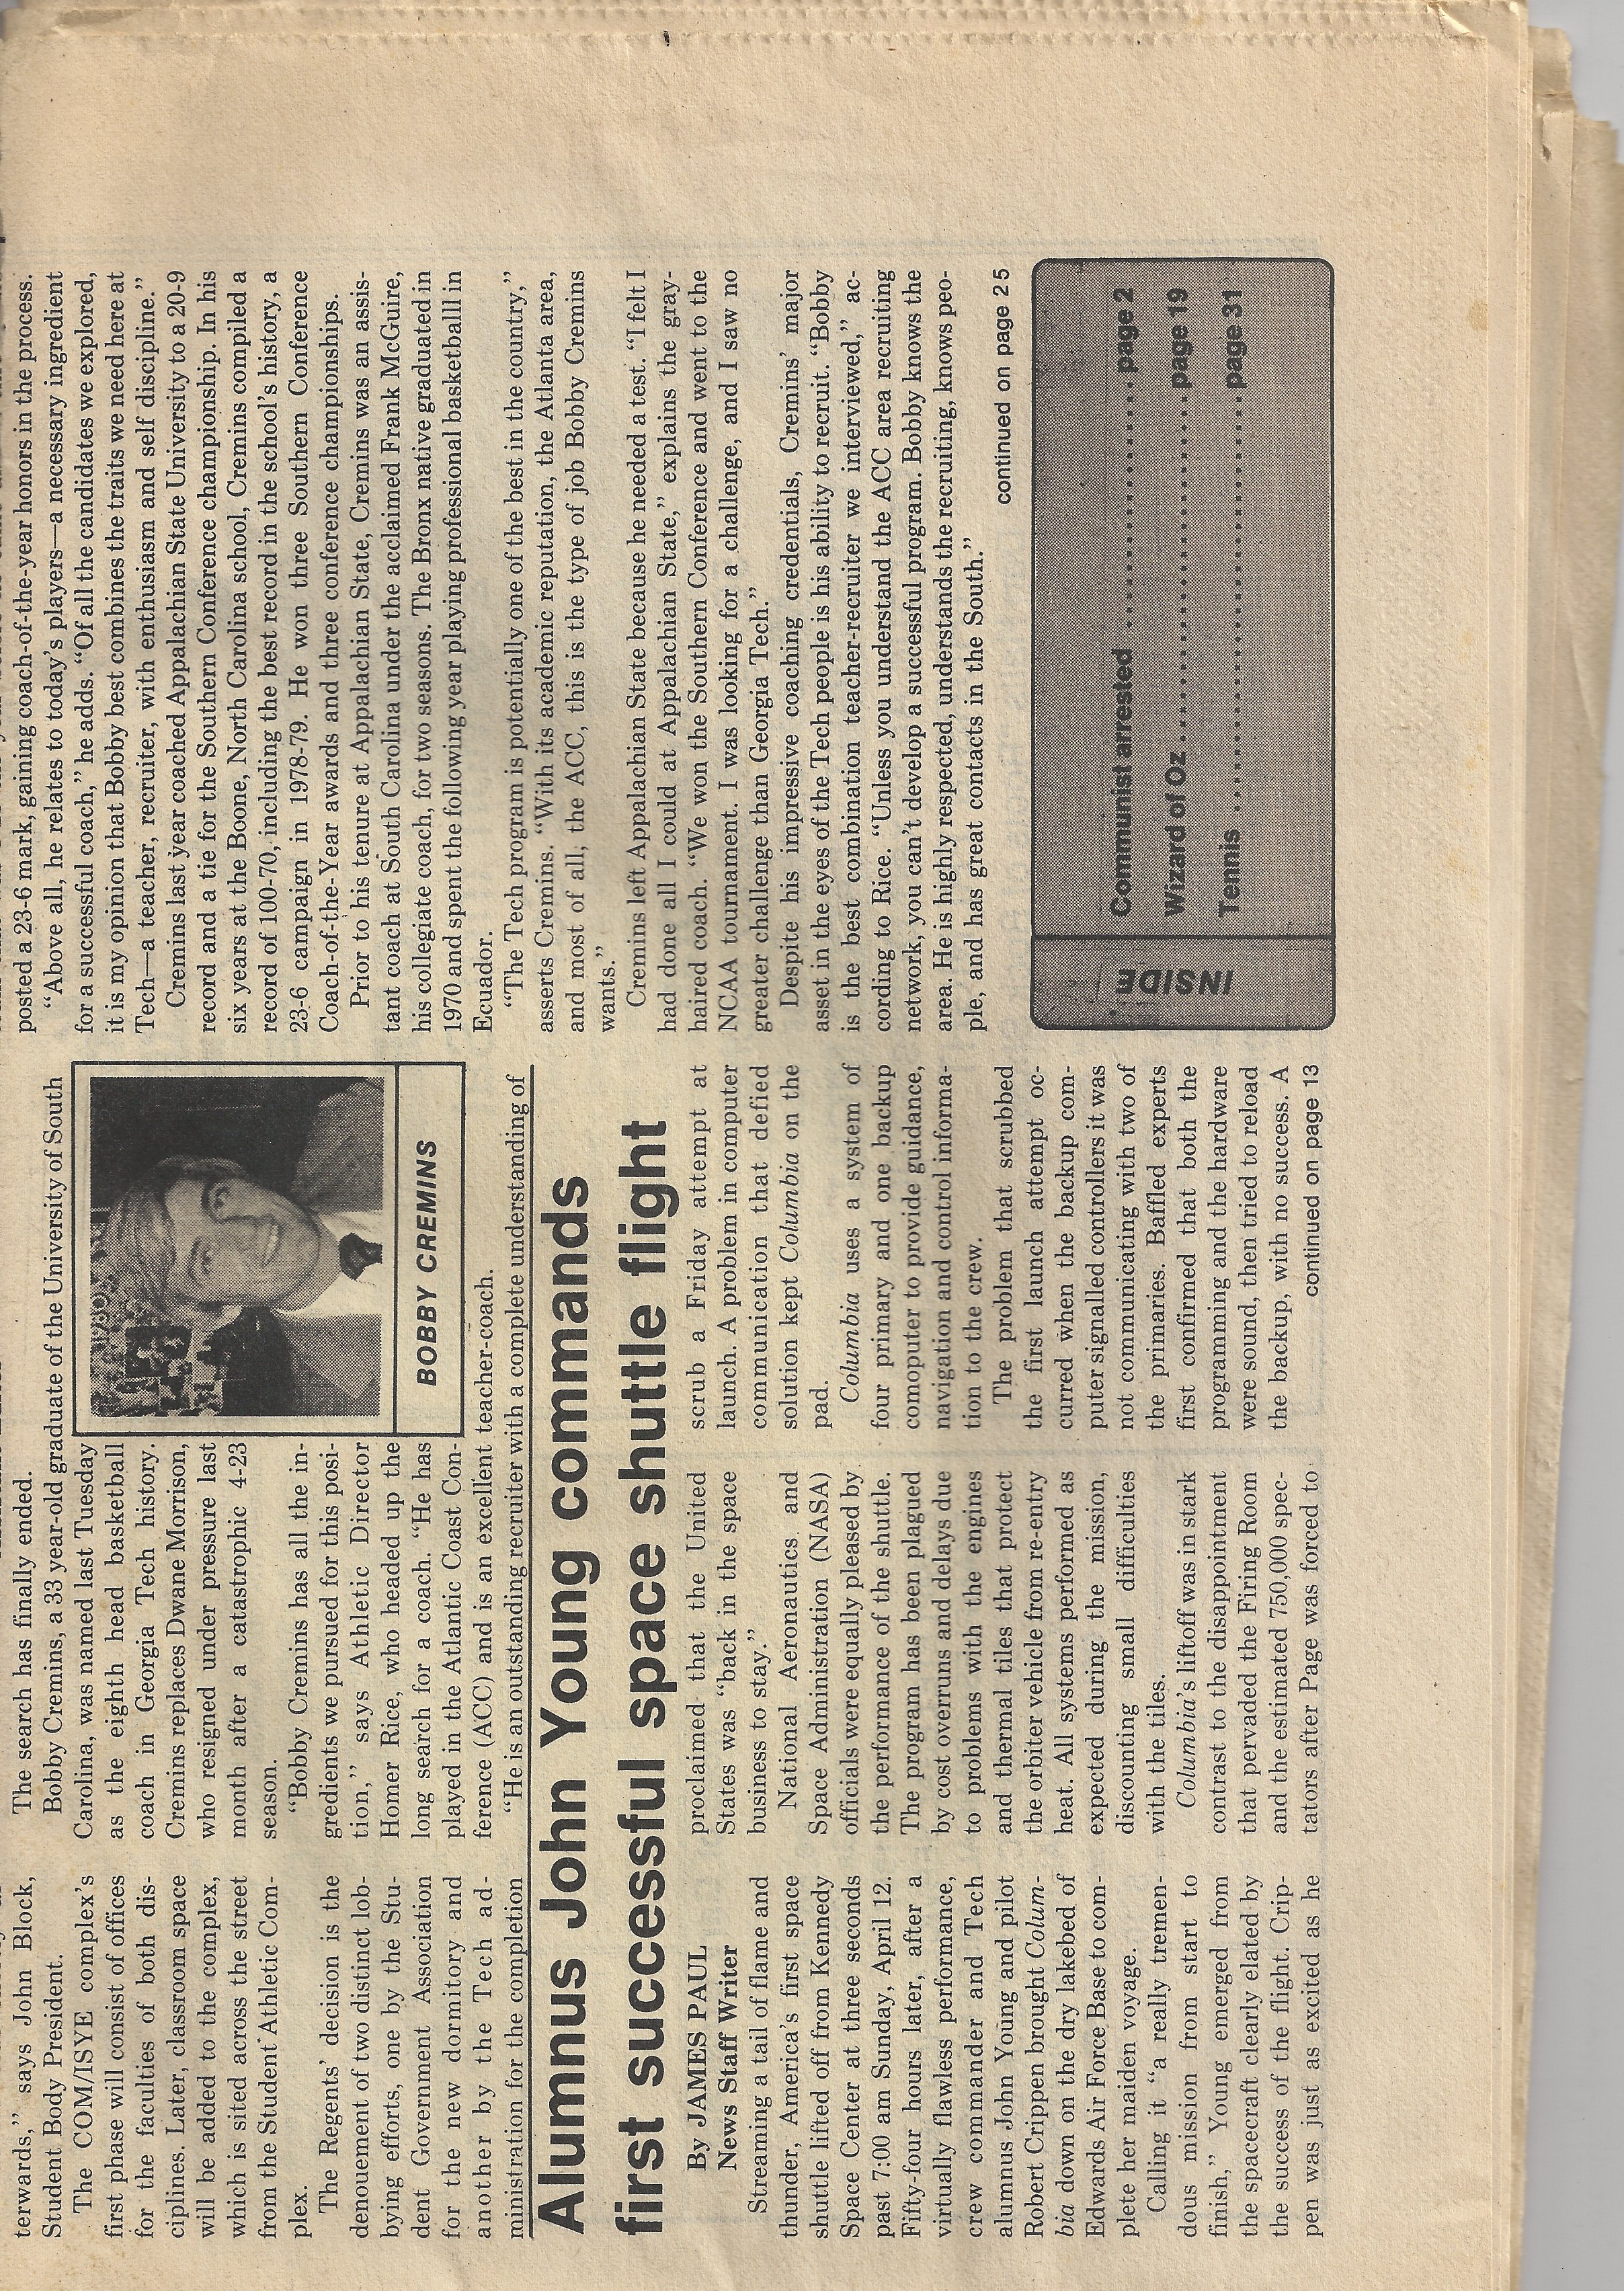 terwards,” says John Block,
Student Body President.
The COM/ISYE complex's
first phase will consist of offices
for the faculties of both dis-
ciplines. Later, classroom space
will be added to the complex,
which is sited across the street
from the Student Athletic Com-
plex.
The Regents' decision is the
denouement of two distinct lob-
bying efforts, one by the Stu-
dent Government Association
for the new dormitory and
another by the Tech ad-
ministration for the completion
The search has finally ended.
Bobby Cremins, a 33 year-old graduate of the University of South
Carolina, was named last Tuesday
as the eighth head basketball
coach in Georgia Tech history.
Cremins replaces Dwane Morrison,
who resigned under pressure last
month after a catastrophic 4-23
season.
“Bobby Cremins has all the in-
gredients we pursued for this posi-
tion,” says Athletic Director
Homer Rice, who headed up the
long search for a coach. “He has
played in the Atlantic Coast Con-
ference (ACC) and is an excellent teacher-coach.
“He is an outstanding recruiter with a complete understanding of
BOBBY CREMINS
posted a 23-6 mark, gaining coach-of-the-year honors in the process.
“Above all, he relates to today's players—a necessary ingredient
for a successful coach,” he adds. “Of all the candidates we explored,
it is my opinion that Bobby best combines the traits we need here at
Tech—a teacher, recruiter, with enthusiasm and self discipline.”
Cremins last year coached Appalachian State University to a 20-9
record and a tie for the Southern Conference championship. In his
six years at the Boone, North Carolina school, Cremins compiled a
record of 100-70, including the best record in the school's history, a
23-6 campaign in 1978-79. He won three Southern Conference
Coach-of-the-Year awards and three conference championships.
Prior to his tenure at Appalachian State, Cremins was an assis-
tant coach at South Carolina under the acclaimed Frank McGuire,
his collegiate coach, for two seasons. The Bronx native graduated in
1970 and spent the following year playing professional basketball in
Ecuador.
“The Tech program is potentially one of the best in the country,”
asserts Cremins. “With its academic reputation, the Atlanta area,
and most of all, the ACC, this is the type of job Bobby Cremins
wants.”
Cremins left Appalachian State because he needed a test. “I felt I
had done all I could at Appalachian State,” explains the gray-
haired coach. “We won the Southern Conference and went to the
NCAA tournament. I was looking for a challenge, and I saw no
greater challenge than Georgia Tech.”
Despite his impressive coaching credentials, Cremins' major
asset in the eyes of the Tech people is his ability to recruit. “Bobby
is the best combination teacher-recruiter we interviewed,” ac-
cording to Rice. “Unless you understand the ACC area recruiting
network, you can't develop a successful program. Bobby knows the
area. He is highly respected, understands the recruiting, knows peo-
ple, and has great contacts in the South.”
continued on page 25
Alumnus John Young commands
first successful space shuttle flight
By JAMES PAUL
News Staff Writer
Streaming a tail of flame and
thunder, America's first space
shuttle lifted off from Kennedy
Space Center at three seconds
past 7:00 am Sunday, April 12.
Fifty-four hours later, after a
virtually flawless performance,
crew commander and Tech
alumnus John Young and pilot
Robert Crippen brought Colum-
bia down on the dry lakebed of
Edwards Air Force Base to com-
plete her maiden voyage.
Calling it “a really tremen-
dous mission from start to
finish,” Young emerged from
the spacecraft clearly elated by
the success of the flight. Crip-
pen was just as excited as he
proclaimed that the United
States was “back in the space
business to stay.”
National Aeronautics and
Space Administration (NASA)
officials were equally pleased by
the performance of the shuttle.
The program has been plagued
by cost overruns and delays due
to problems with the engines
and thermal tiles that protect
the orbiter vehicle from re-entry
heat. All systems performed as
expected during the mission,
discounting small difficulties
with the tiles.
Columbia's liftoff was in stark
contrast to the disappointment
that pervaded the Firing Room
and the estimated 750,000 spec-
tators after Page was forced to
scrub a Friday attempt at
launch. A problem in computer
communication that defied
solution kept Columbia on the
pad.
Columbia uses a system of
four primary and one backup
comoputer to provide guidance,
navigation and control informa-
tion to the crew.
The problem that scrubbed
the first launch attempt oc-
curred when the backup com-
puter signalled controllers it was
not communicating with two of
the primaries. Baffled experts
first confirmed that both the
programming and the hardware
were sound, then tried to reload
the backup, with no success. A
continued on page 13
INSIDE
Communist arrested ............ page 2
Wizard of Oz ............ page 19
Tennis ............ page 31